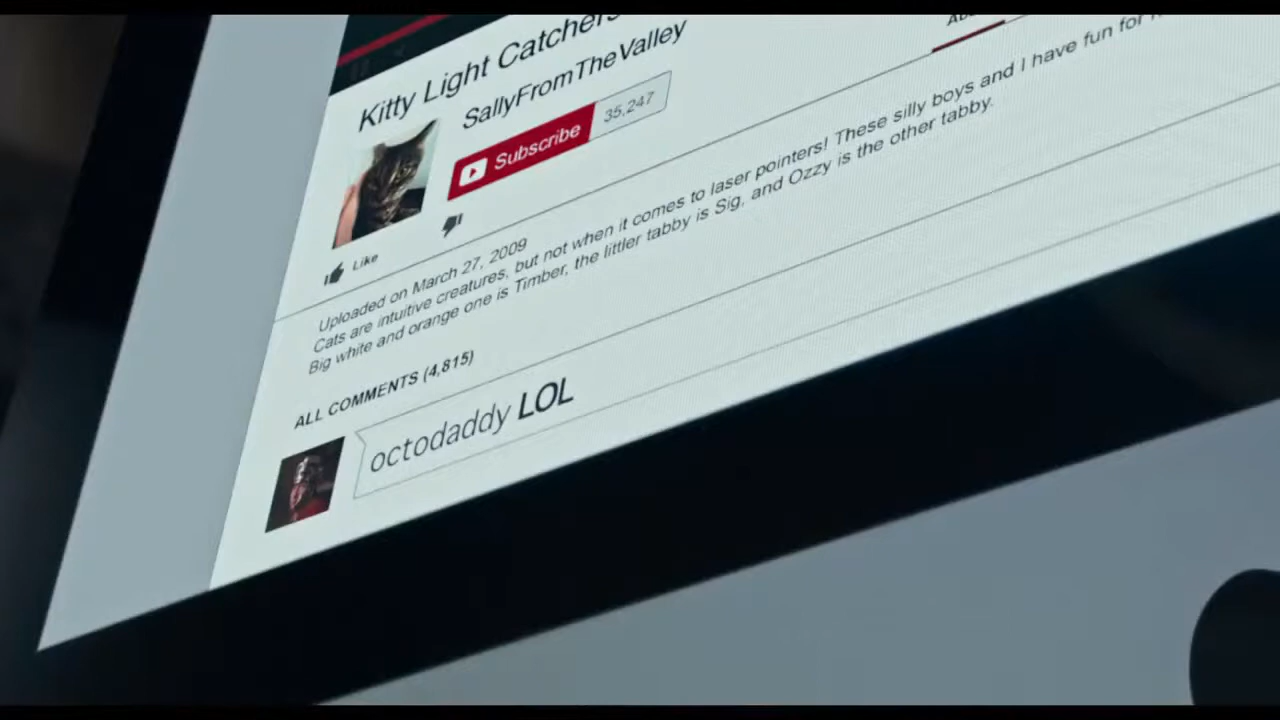 Kitty Light Catchers
SallyFromTheValley
Subscribe 35,247
Like
Uploaded on March 27, 2009
Cats are intuitive creatures, but not when it comes to laser pointers! These silly boys and I have fun for
Big white and orange one is Timber, the littler tabby is Sig, and Ozzy is the other tabby.
ALL COMMENTS (4,815)
octodaddy LOL